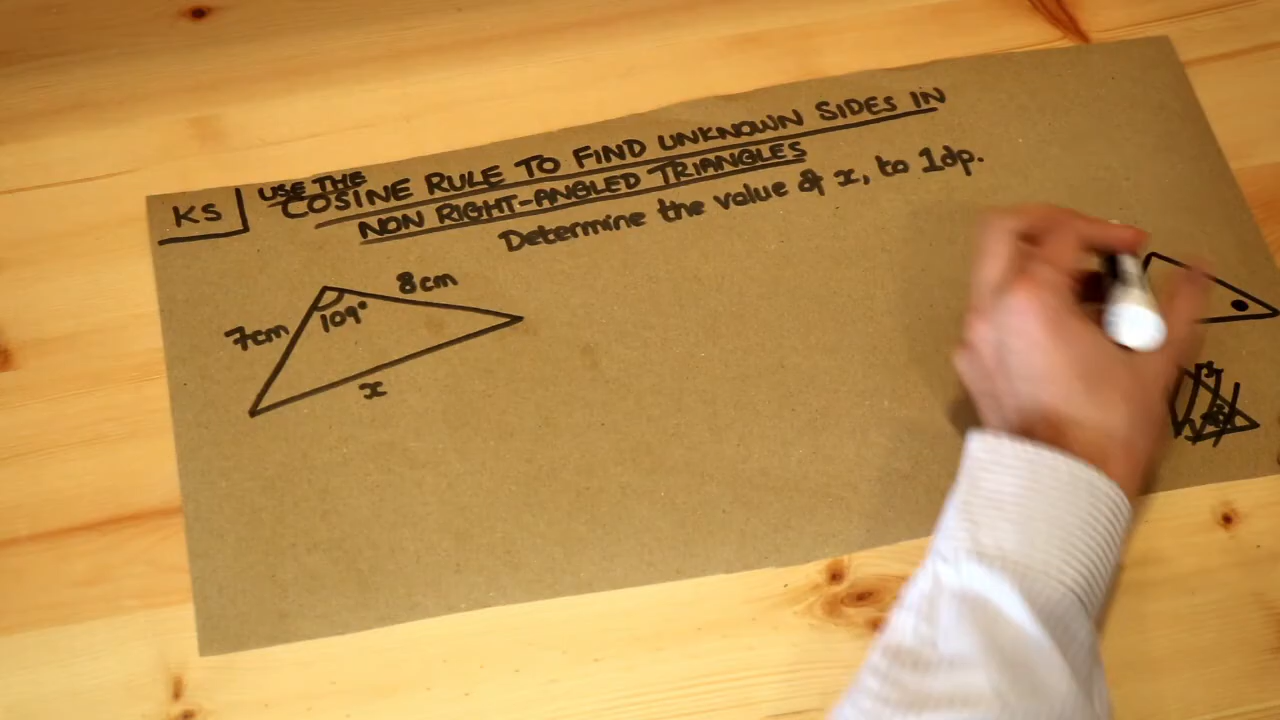 KS
USE THE
COSINE RULE TO FIND UNKNOWN SIDES IN
NON RIGHT-ANGLED TRIANGLES
Determine the value of x, to 1dp.
8cm
7cm
109°
x